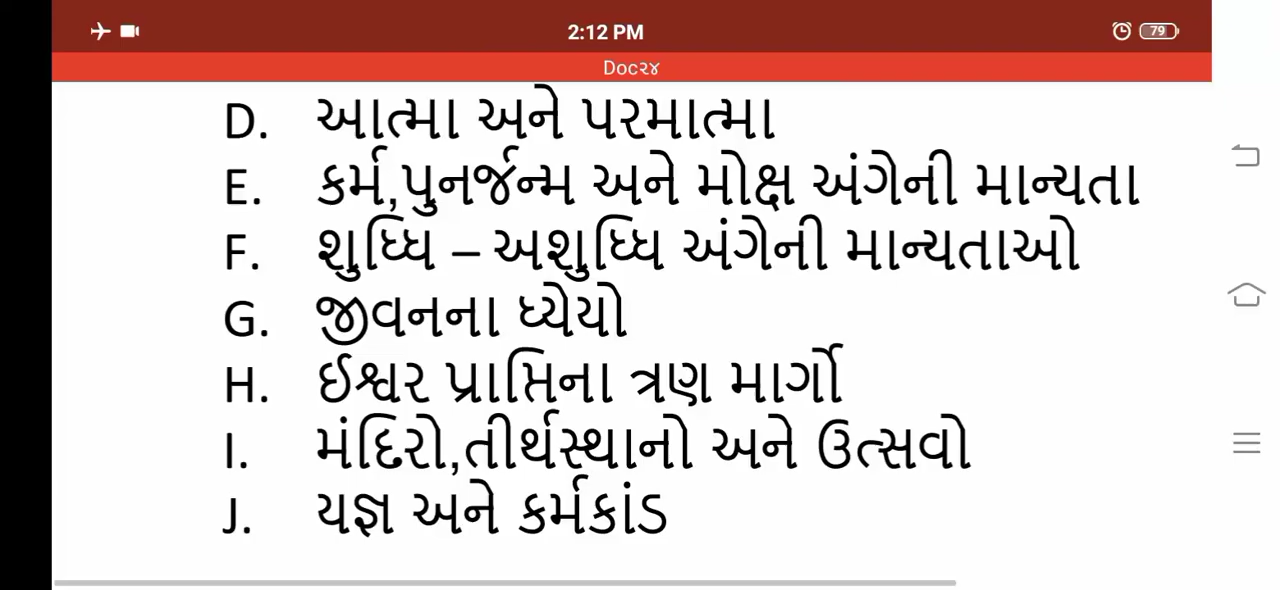 2:12 PM
79
Doc૨૪
D. આત્મા અને પરમાત્મા
E. કર્મ,પુનર્જન્મ અને મોક્ષ અંગેની માન્યતા
F. શુધ્ધિ – અશુધ્ધિ અંગેની માન્યતાઓ
G. જીવનના ધ્યેયો
H. ઈશ્વર પ્રાપ્તિના ત્રણ માર્ગો
I. મંદિરો,તીર્થસ્થાનો અને ઉત્સવો
J. યજ્ઞ અને કર્મકાંડ